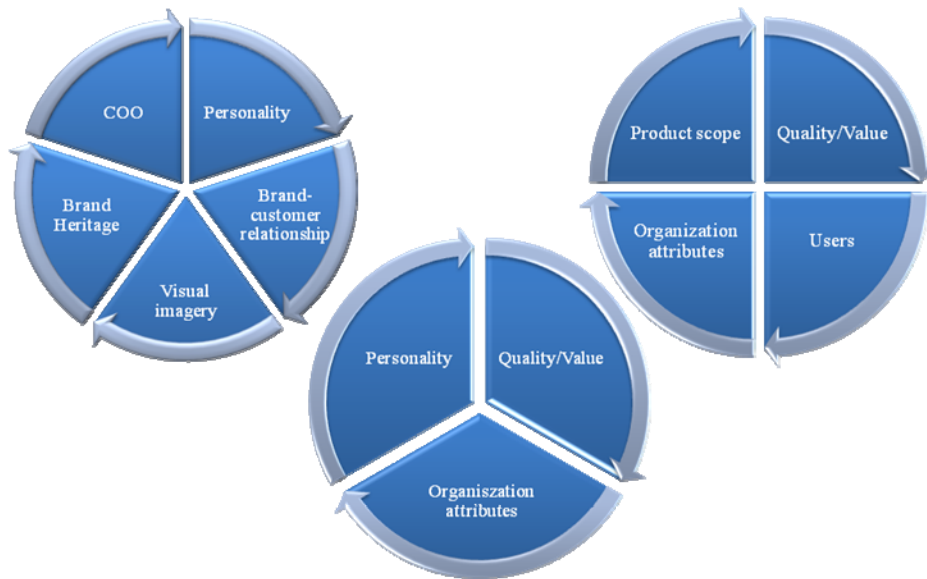 COO
Personality
Brand-
customer
relationship
Visual
imagery
Brand
Heritage
Product scope
Quality/Value
Users
Organization
attributes
Personality
Quality/Value
Organiszation
attributes